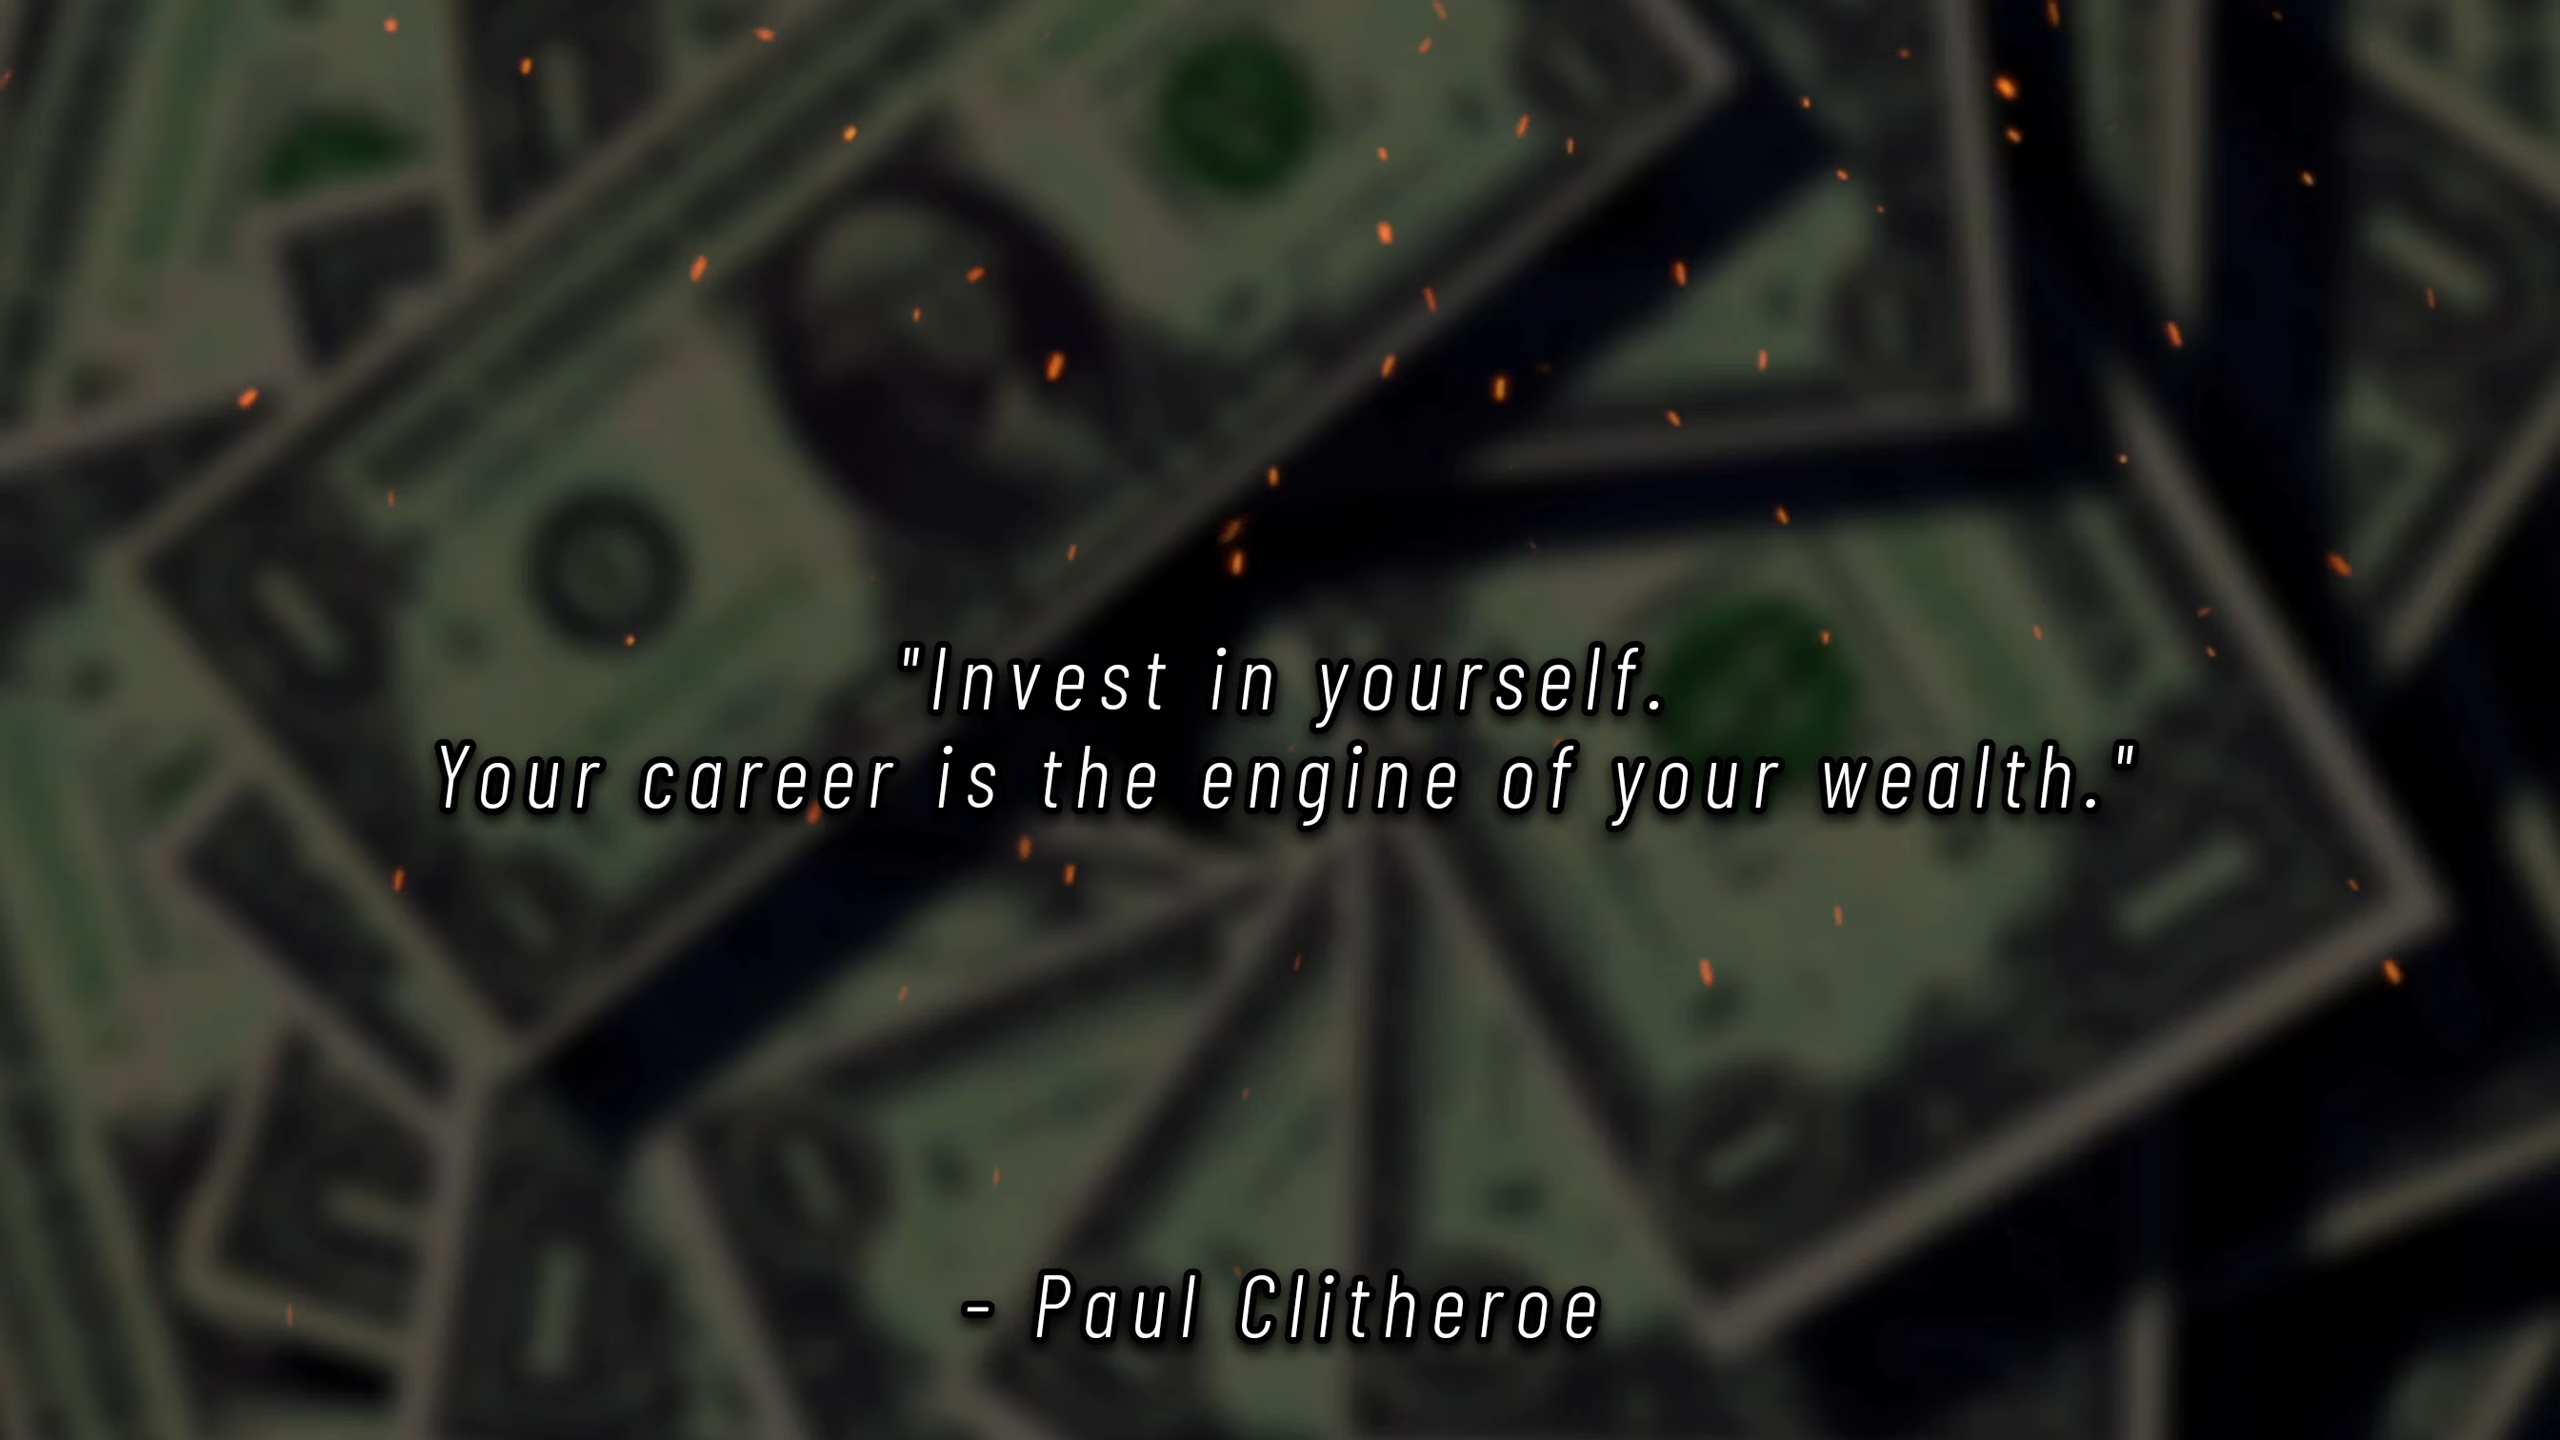 "Invest in yourself.
Your career is the engine of your wealth."
- Paul Clitheroe